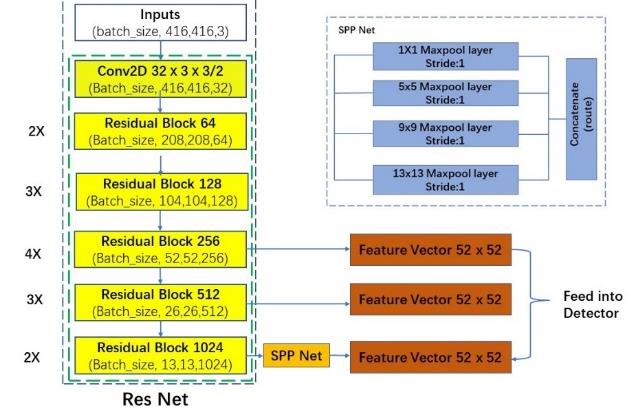 Inputs
(batch_size, 416,416,3)
Conv2D 32 x 3 x 3/2
(Batch_size, 416,416,32)
2X
Residual Block 64
(Batch_size, 208,208,64)
3X
Residual Block 128
(Batch_size, 104,104,128)
4X
Residual Block 256
(Batch_size, 52,52,256)
3X
Residual Block 512
(Batch_size, 26,26,512)
2X
Residual Block 1024
(Batch_size, 13,13,1024)
Res Net
SPP Net
Feature Vector 52 x 52
Feature Vector 52 x 52
Feature Vector 52 x 52
Feed into
Detector
SPP Net
1X1 Maxpool layer
Stride:1
5x5 Maxpool layer
Stride:1
9x9 Maxpool layer
Stride:1
13x13 Maxpool layer
Stride:1
Concatenate
(route)